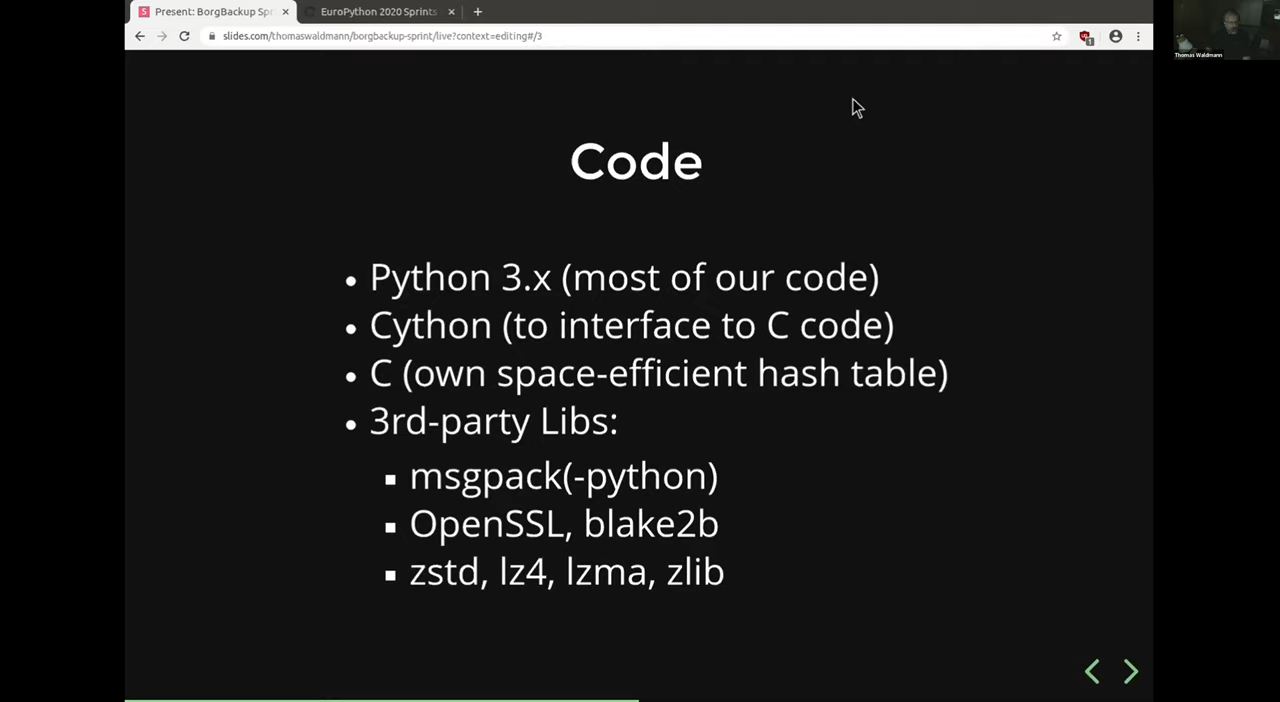 Present: BorgBackup Spr
EuroPython 2020 Sprints
slides.com/thomaswaldmann/borgbackup-sprint/live?context=editing#/3
1
Thomas Waldmann
Code
• Python 3.x (most of our code)
• Cython (to interface to C code)
• C (own space-efficient hash table)
• 3rd-party Libs:
▪ msgpack(-python)
▪ OpenSSL, blake2b
▪ zstd, lz4, lzma, zlib